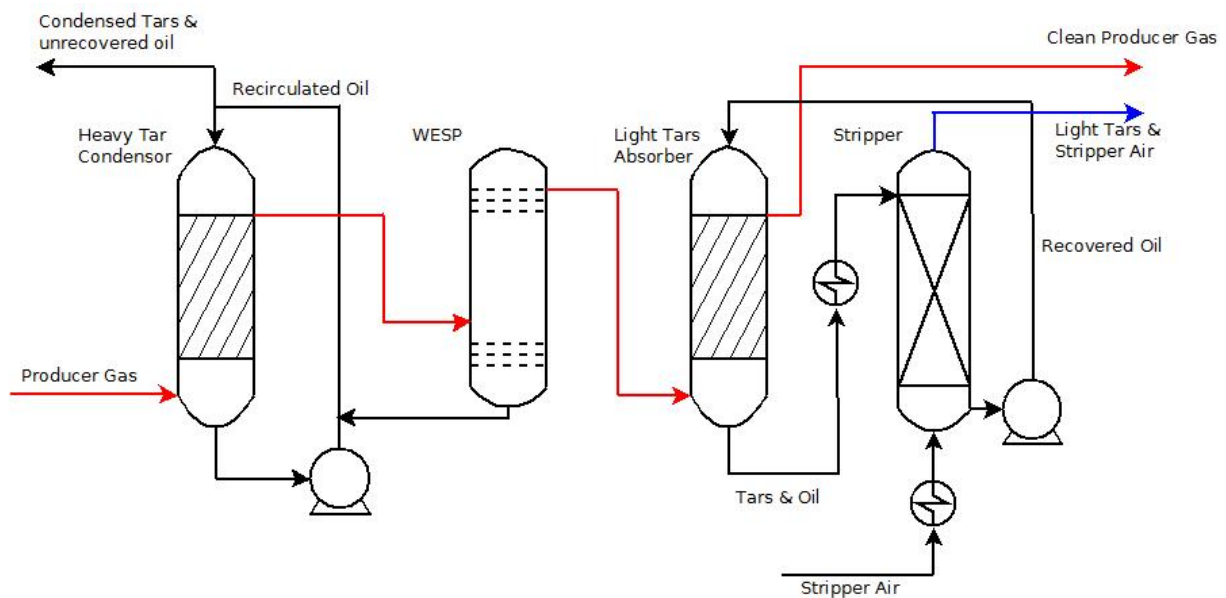 Condensed Tars &
unrecovered oil
Clean Producer Gas
Recirculated Oil
Heavy Tar
Condensor
WESP
Light Tars
Absorber
Stripper
Light Tars &
Stripper Air
Recovered Oil
Producer Gas
Tars & Oil
Stripper Air